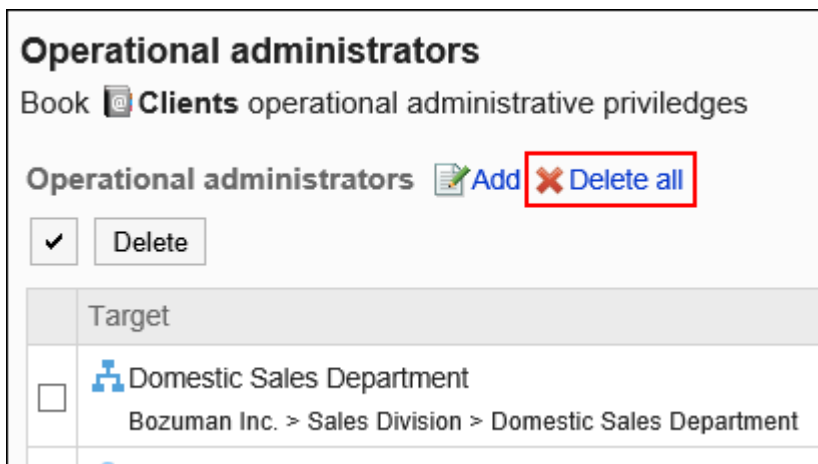 Operational administrators
Book Clients operational administrative priviledges
Operational administrators Add Delete all
Delete
Target
Domestic Sales Department
Bozuman Inc. > Sales Division > Domestic Sales Department